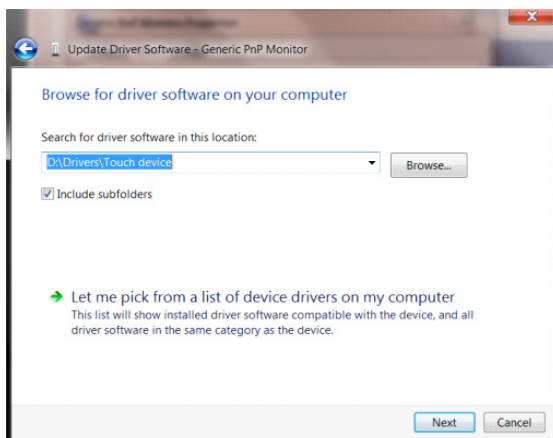 Update Driver Software - Generic PnP Monitor
Browse for driver software on your computer
Search for driver software in this location:
D:\Drivers\Touch device
Browse...
Include subfolders
Let me pick from a list of device drivers on my computer
This list will show installed driver software compatible with the device, and all
driver software in the same category as the device.
Next
Cancel